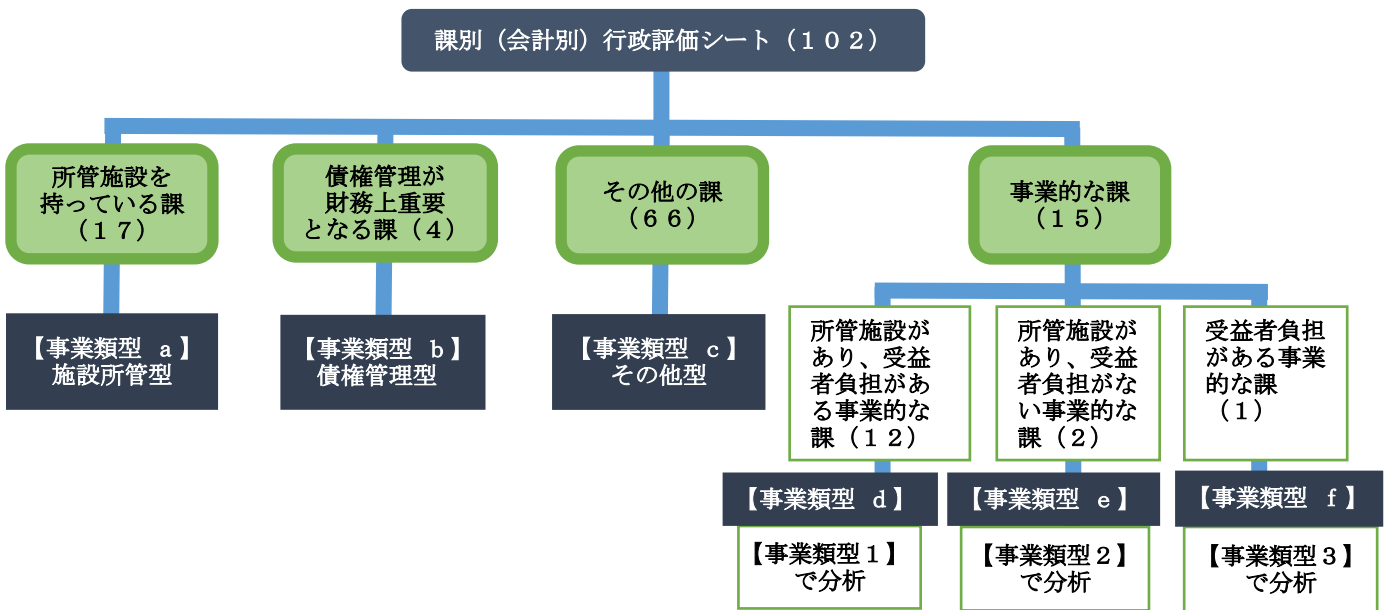 課別（会計別）行政評価シート（１０２）
所管施設を
持っている課
（１７）
債権管理が
財務上重要
となる課（４）
その他の課
（６６）
事業的な課
（１５）
【事業類型 a】
施設所管型
【事業類型 b】
債権管理型
【事業類型 c】
その他型
所管施設が
あり、受益
者負担があ
る事業的な
課（１２）
所管施設が
あり、受益
者負担がな
い事業的な
課（２）
受益者負担
がある事業
的な課
（１）
【事業類型 d】
【事業類型 e】
【事業類型 f】
【事業類型１】
で分析
【事業類型２】
で分析
【事業類型３】
で分析